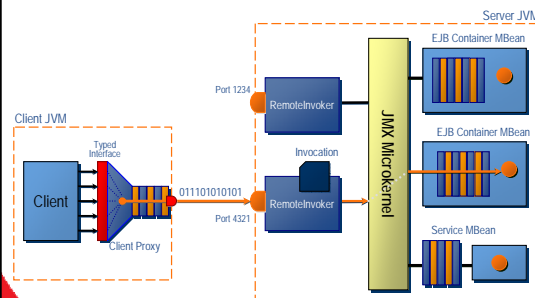 Server JVM
EJB Container MBean
Port 1234
RemoteInvoker
Client JVM
Typed
Interface
JMX Microkernel
EJB Container MBean
Invocation
011101010101
Client
RemoteInvoker
Port 4321
Client Proxy
Service MBean